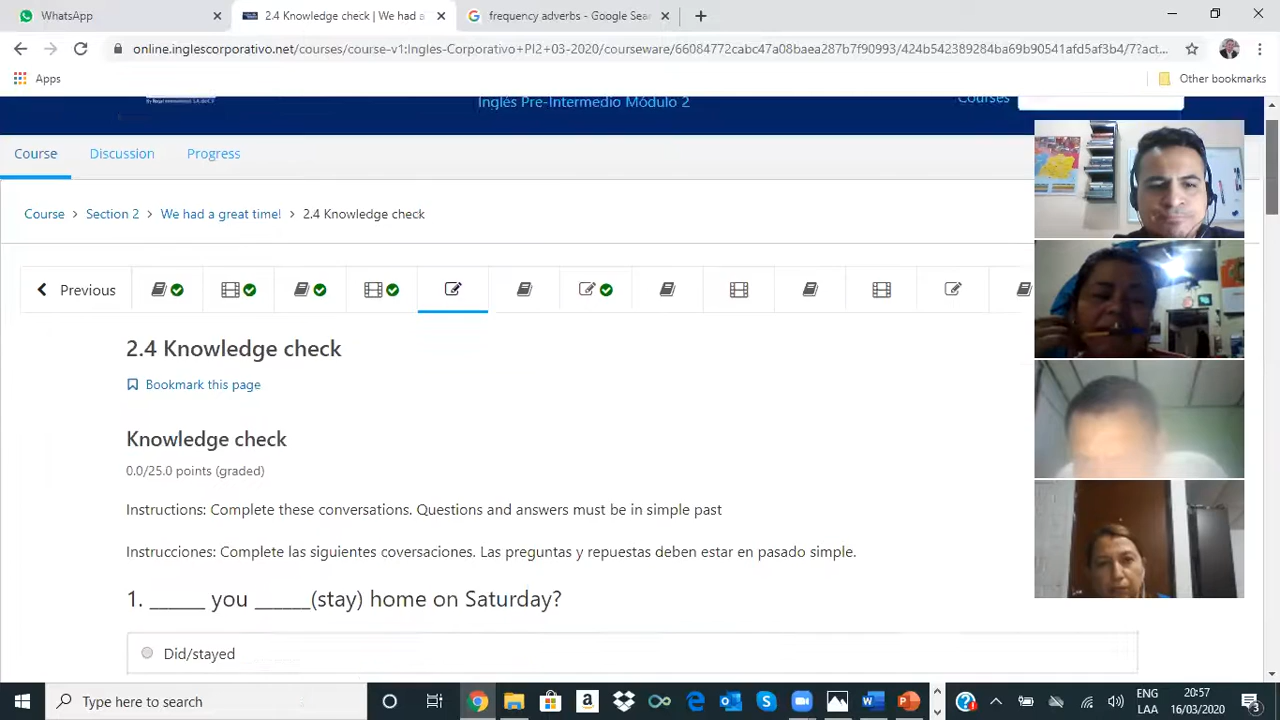 WhatsApp
2.4 Knowledge check | We had a
frequency adverbs - Google Sear
online.inglescorporativo.net/courses/course-v1:Ingles-Corporativo+PI2+03-2020/courseware/66084772cabc47a08baea287b7f90993/424b542389284ba69b90541afd5af3b4/7?act...
Apps
Other bookmarks
Inglés Pre-Intermedio Módulo 2
Courses
Course
Discussion
Progress
Course > Section 2 > We had a great time! > 2.4 Knowledge check
Previous
2.4 Knowledge check
Bookmark this page
Knowledge check
0.0/25.0 points (graded)
Instructions: Complete these conversations. Questions and answers must be in simple past
Instrucciones: Complete las siguientes coversaciones. Las preguntas y repuestas deben estar en pasado simple.
1. ______ you ______(stay) home on Saturday?
Did/stayed
Type here to search
ENG
20:57
LAA
16/03/2020
3